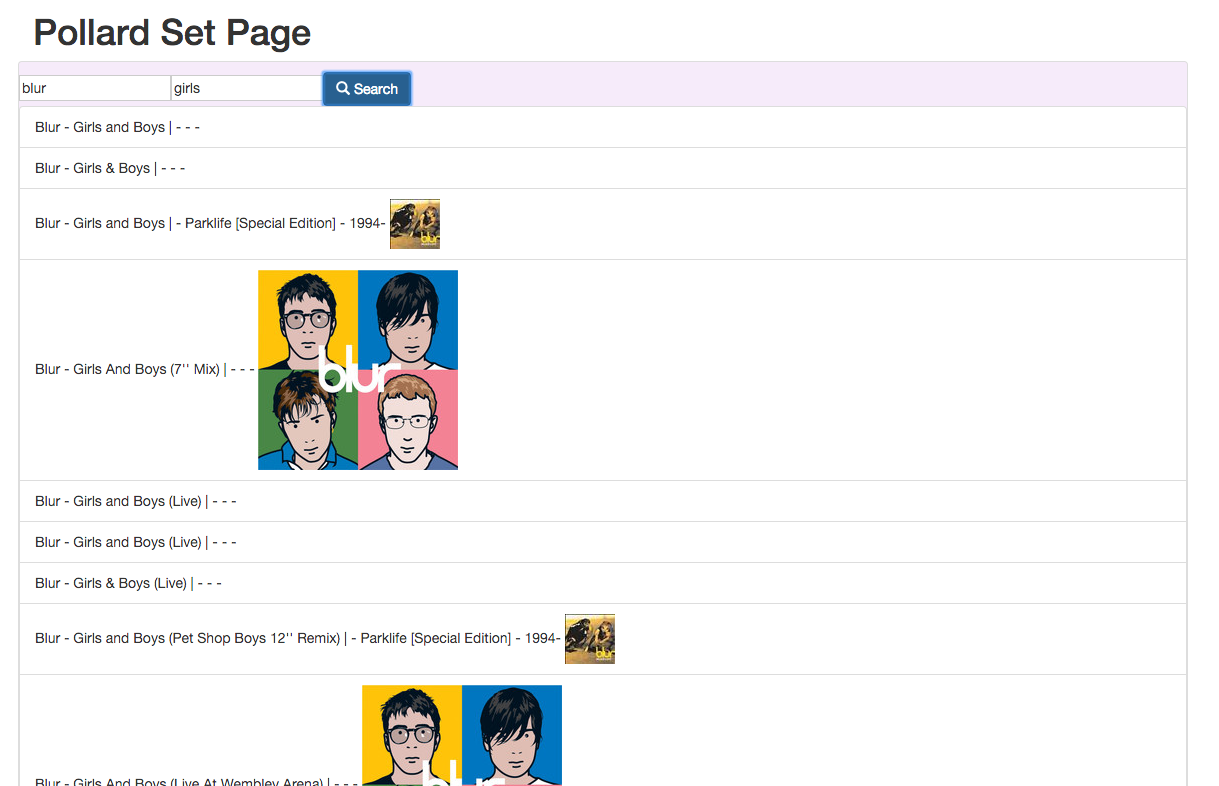 Pollard Set Page
blur girls Search
Blur - Girls and Boys | - - -
Blur - Girls & Boys | - - -
Blur - Girls and Boys | - Parklife [Special Edition] - 1994-
blur
Blur - Girls And Boys (7'' Mix) | - - -
blur
Blur - Girls and Boys (Live) | - - -
Blur - Girls and Boys (Live) | - - -
Blur - Girls & Boys (Live) | - - -
Blur - Girls and Boys (Pet Shop Boys 12'' Remix) | - Parklife [Special Edition] - 1994-
blur
Blur - Girls And Boys (Live At Wembley Arena) | - - -
blur